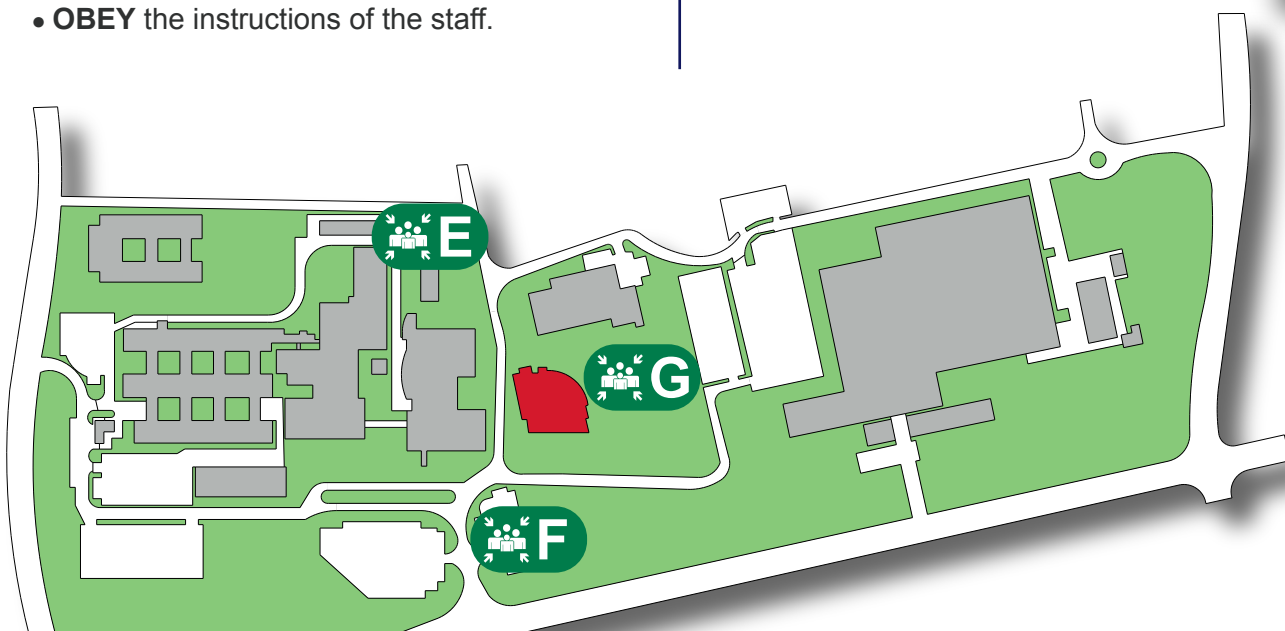 • OBEY the instructions of the staff.
E
G
F